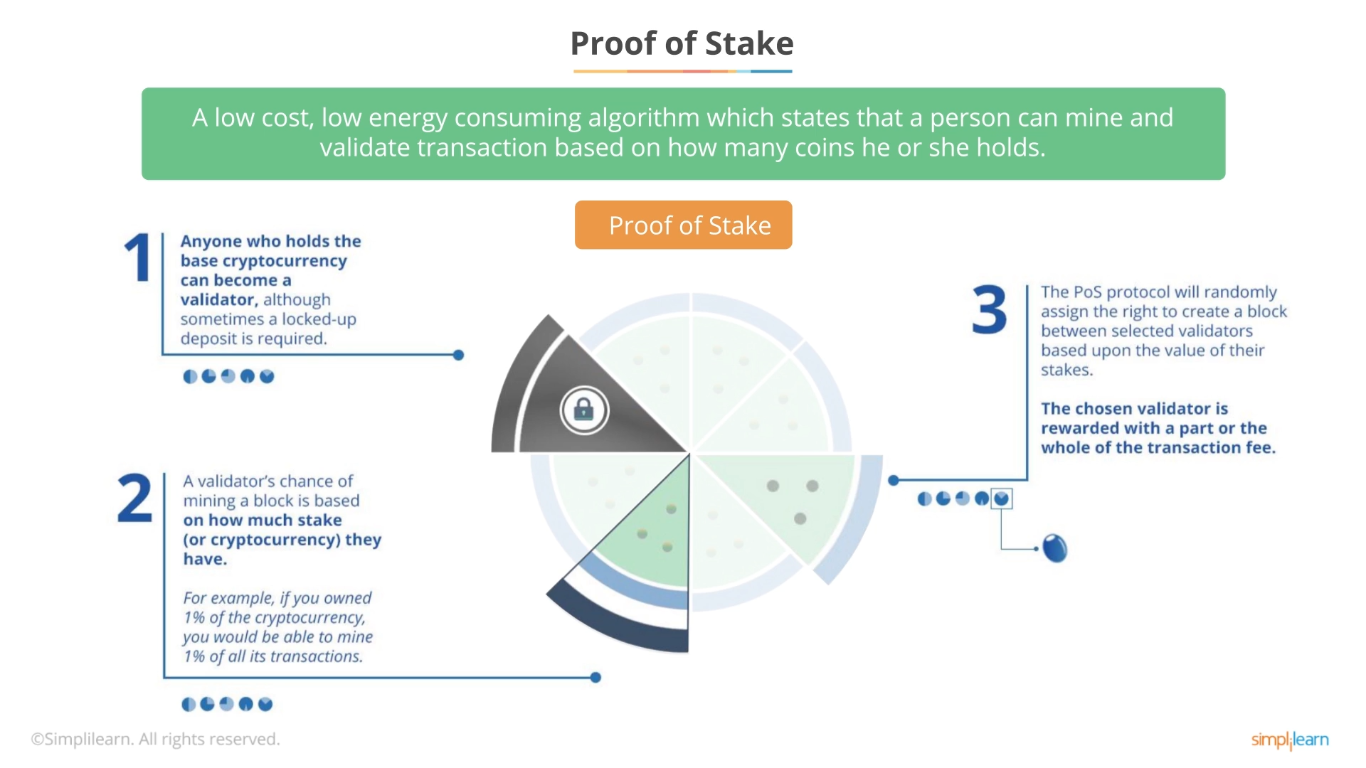 Proof of Stake
A low cost, low energy consuming algorithm which states that a person can mine and
validate transaction based on how many coins he or she holds.
Proof of Stake
1
Anyone who holds the
base cryptocurrency
can become a
validator, although
sometimes a locked-up
deposit is required.
2
A validator’s chance of
mining a block is based
on how much stake
(or cryptocurrency) they
have.
For example, if you owned
1% of the cryptocurrency,
you would be able to mine
1% of all its transactions.
3
The PoS protocol will randomly
assign the right to create a block
between selected validators
based upon the value of their
stakes.
The chosen validator is
rewarded with a part or the
whole of the transaction fee.
©Simplilearn. All rights reserved.
simplilearn